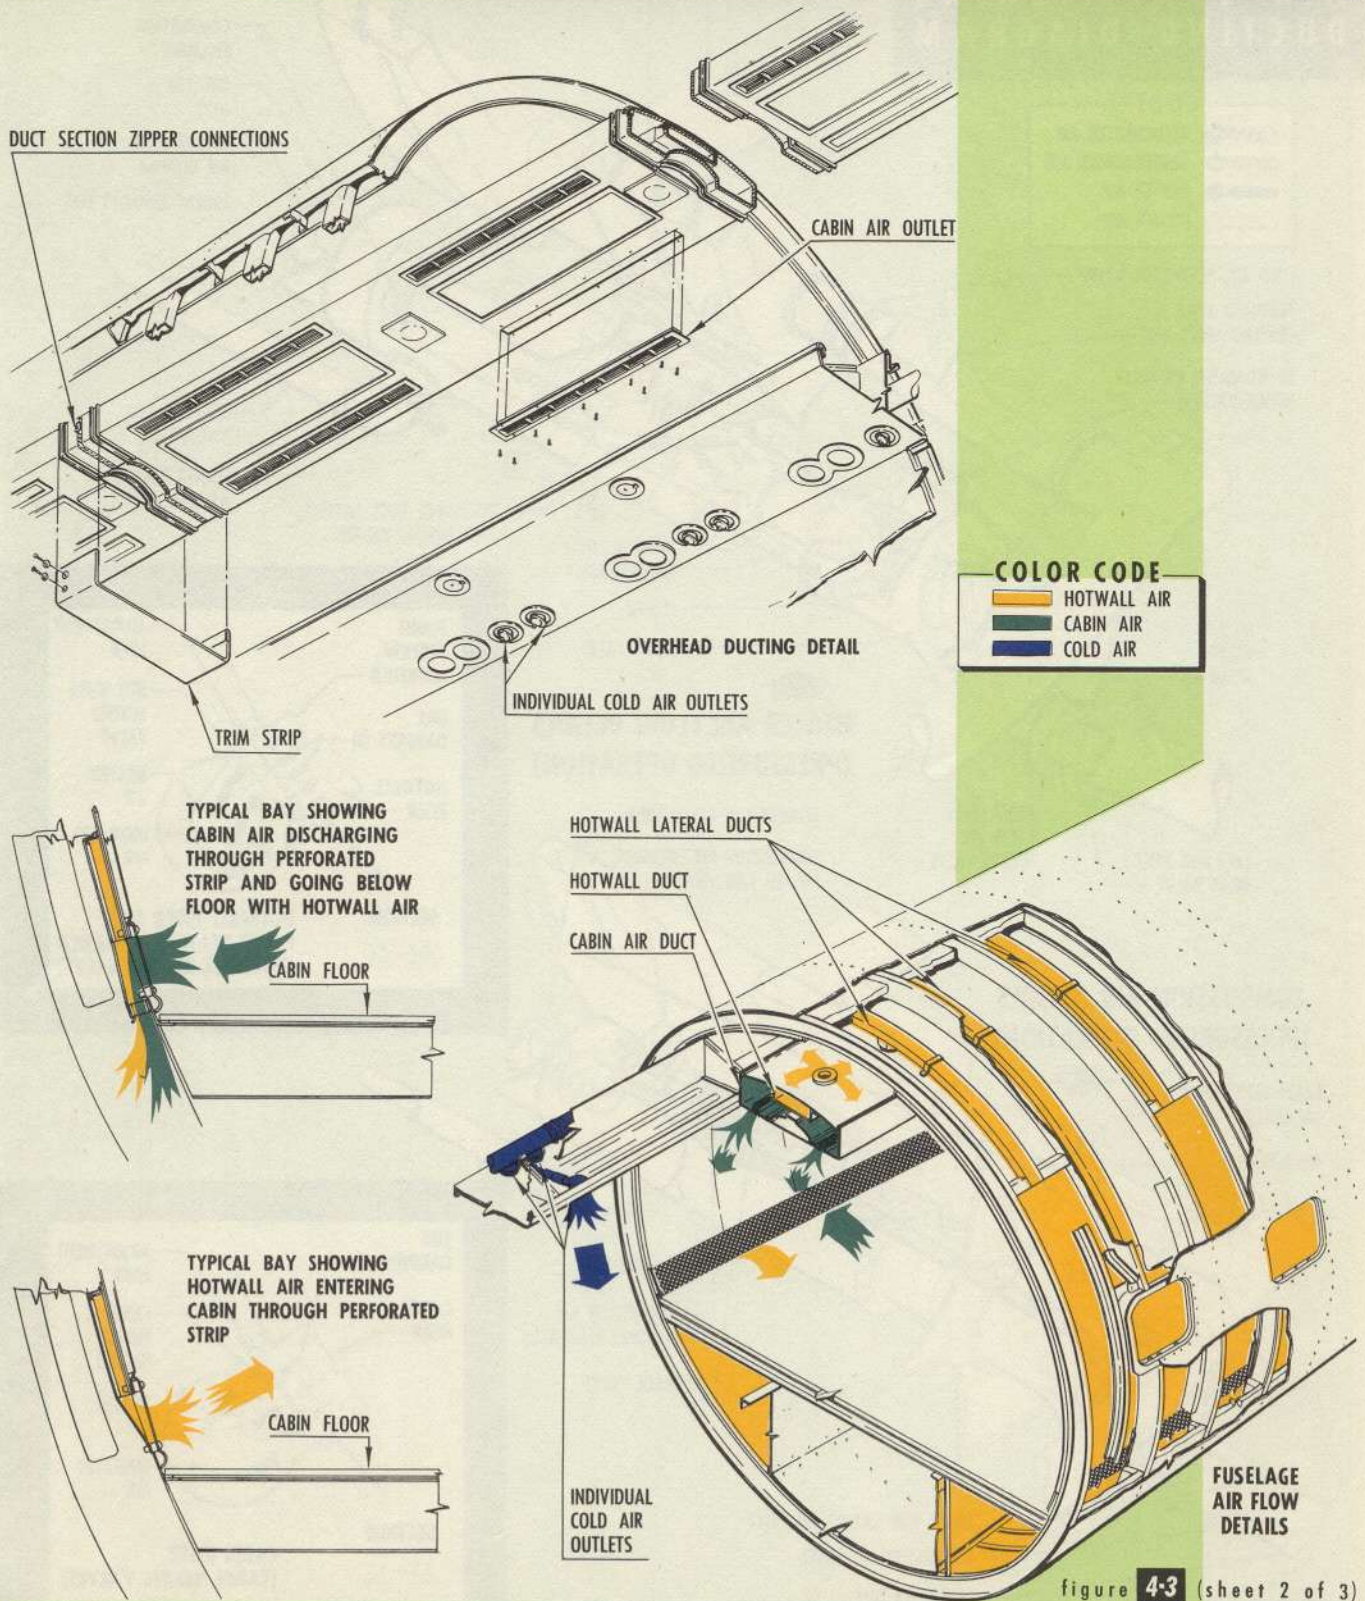 DUCT SECTION ZIPPER CONNECTIONS
CABIN AIR OUTLET
COLOR CODE
HOTWALL AIR
CABIN AIR
COLD AIR
OVERHEAD DUCTING DETAIL
INDIVIDUAL COLD AIR OUTLETS
TRIM STRIP
TYPICAL BAY SHOWING
CABIN AIR DISCHARGING
THROUGH PERFORATED
STRIP AND GOING BELOW
FLOOR WITH HOTWALL AIR
CABIN FLOOR
HOTWALL LATERAL DUCTS
HOTWALL DUCT
CABIN AIR DUCT
TYPICAL BAY SHOWING
HOTWALL AIR ENTERING
CABIN THROUGH PERFORATED
STRIP
CABIN FLOOR
INDIVIDUAL
COLD AIR
OUTLETS
FUSELAGE
AIR FLOW
DETAILS
figure 4-3 (sheet 2 of 3)